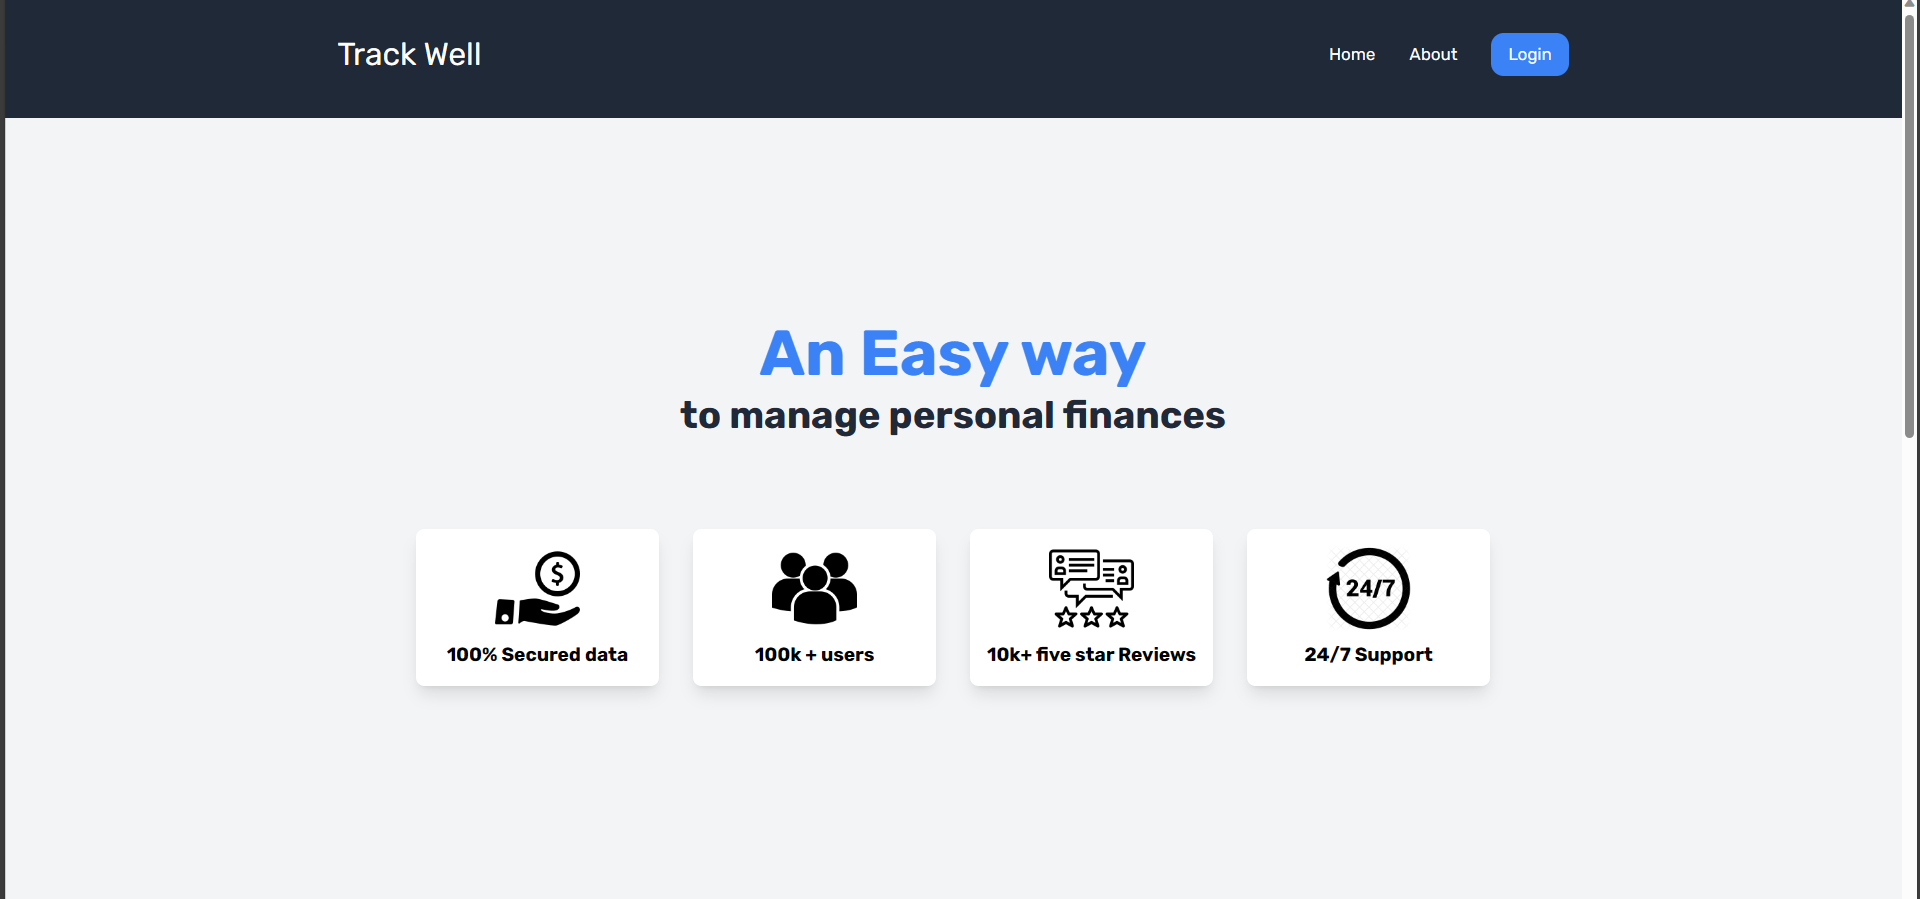 Track Well
Home About Login
An Easy way
to manage personal finances
$
24/7
100% Secured data
100k + users
10k+ five star Reviews
24/7 Support